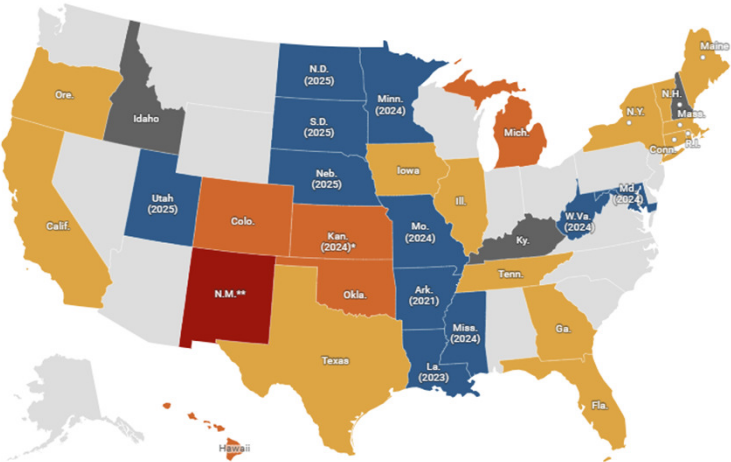 Maine
N.D.
(2025)
Minn.
(2024)
Ore.
N.H.
Idaho
N.Y.
Mass.
S.D.
(2025)
Mich.
R.I.
Conn.
Iowa
Neb.
(2025)
Utah
(2025)
Ill.
Md.
(2024)
Calif.
Colo.
Kan.
(2024)*
Mo.
(2024)
W.Va.
(2024)
Ky.
Tenn.
N.M.**
Okla.
Ark.
(2021)
Miss.
(2024)
Ga.
Texas
La.
(2023)
Fla.
Hawaii